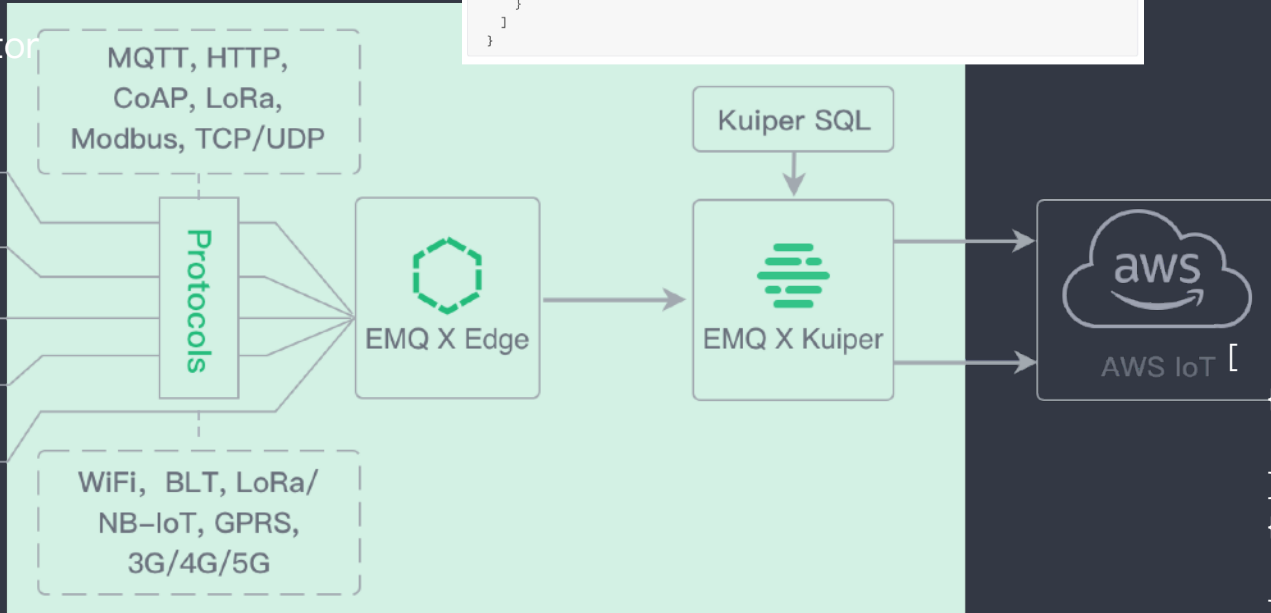 }
]
}
tor
MQTT, HTTP,
CoAP, LoRa,
Modbus, TCP/UDP
Kuiper SQL
Protocols
EMQ X Edge
EMQ X Kuiper
aws
AWS IoT
[
WiFi, BLT, LoRa/
NB-IoT, GPRS,
3G/4G/5G